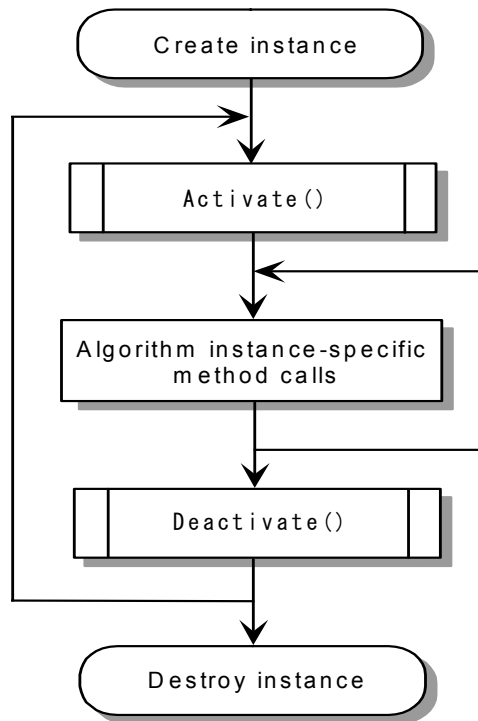 Create instance
Activate()
Algorithm instance-specific
method calls
Deactivate()
Destroy instance